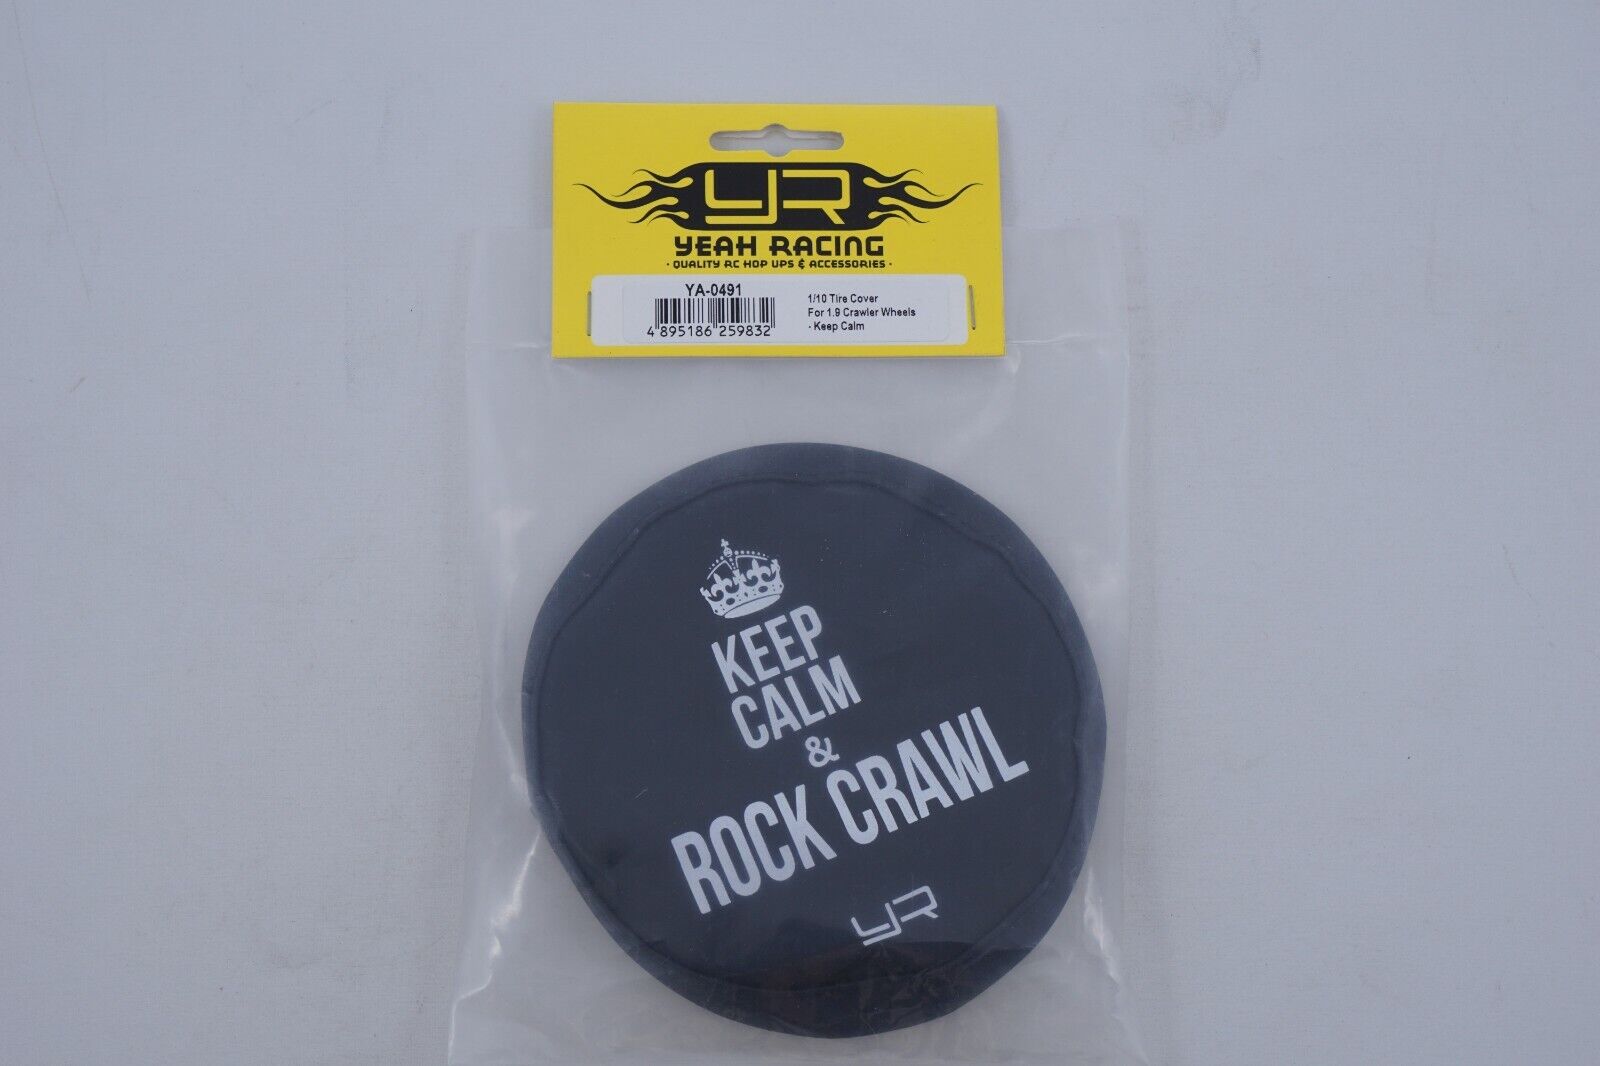 YR
YEAH RACING
· QUALITY RC HOP UPS & ACCESSORIES ·
YA-0491
4 895186 259832
1/10 Tire Cover
For 1.9 Crawler Wheels
- Keep Calm
KEEP
CALM
&
ROCK CRAWL
YR